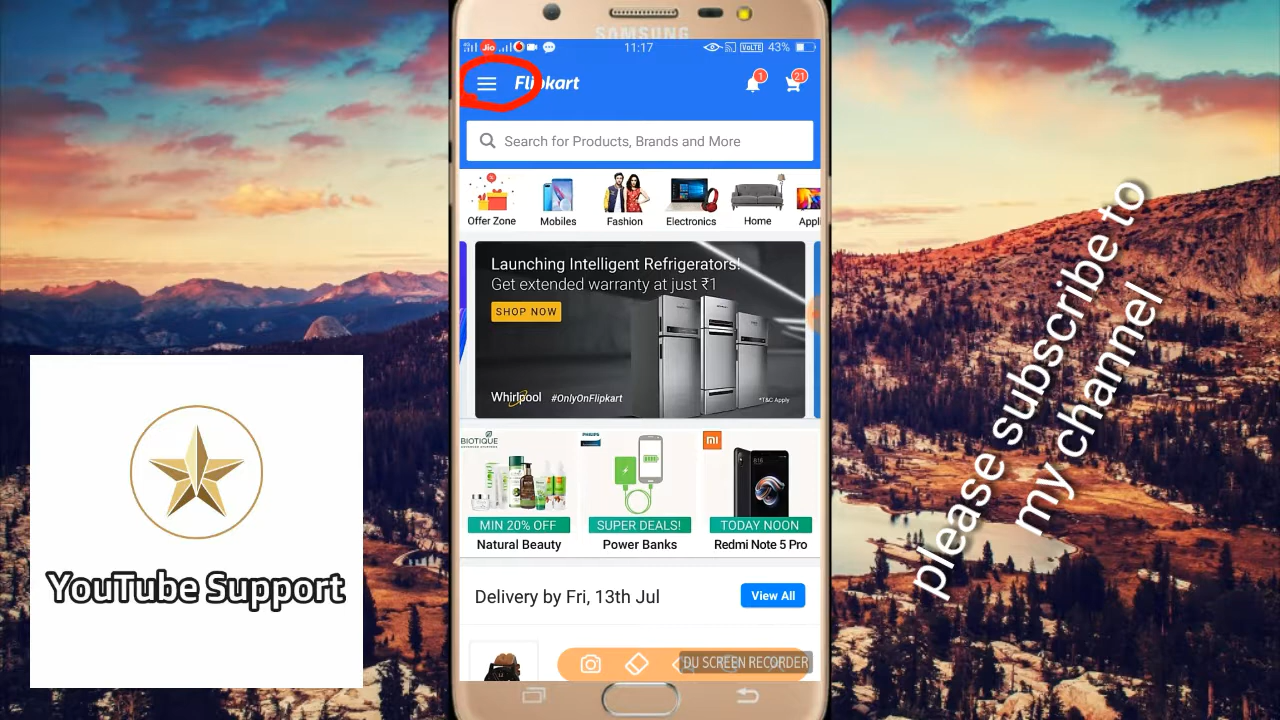 SAMSUNG
Jio
11:17
VoLTE
43%
Flipkart
1
21
Search for Products, Brands and More
Offer Zone
Mobiles
Fashion
Electronics
Home
Appl
Launching Intelligent Refrigerators!
Get extended warranty at just ₹1
SHOP NOW
Whirlpool
#OnlyOnFlipkart
*T&C Apply
BIOTIQUE
PHILIPS
mi
8:16
MIN 20% OFF
SUPER DEALS!
TODAY NOON
Natural Beauty
Power Banks
Redmi Note 5 Pro
Delivery by Fri, 13th Jul
View All
DU SCREEN RECORDER
YouTube Support
please subscribe to
my channel